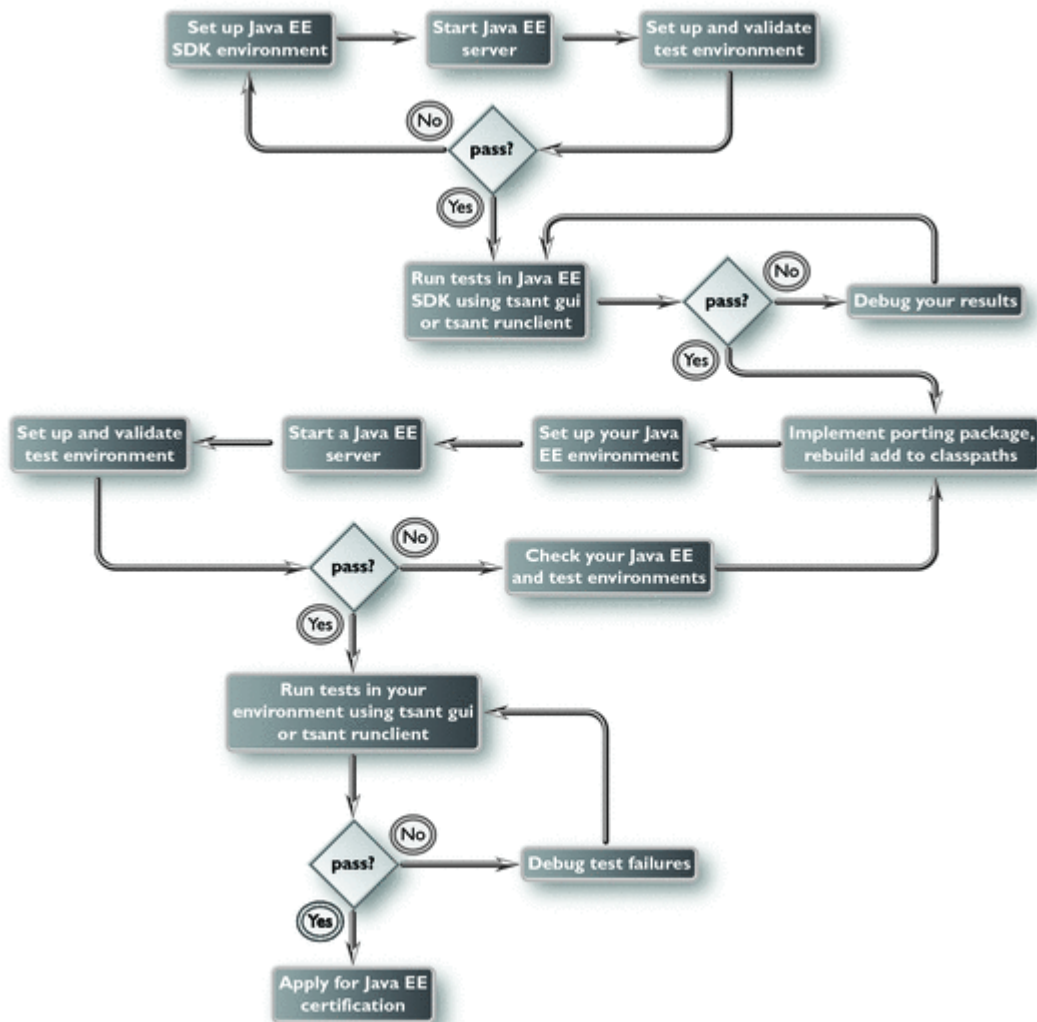 Set up Java EE
SDK environment
Start Java EE
server
Set up and validate
test environment
No
pass?
Yes
Run tests in Java EE
SDK using tsant gui
or tsant runclient
pass?
No
Debug your results
Yes
Set up and validate
test environment
Start a Java EE
server
Set up your Java
EE environment
Implement porting package,
rebuild add to classpaths
pass?
No
Check your Java EE
and test environments
Yes
Run tests in your
environment using tsant gui
or tsant runclient
pass?
No
Debug test failures
Yes
Apply for Java EE
certification